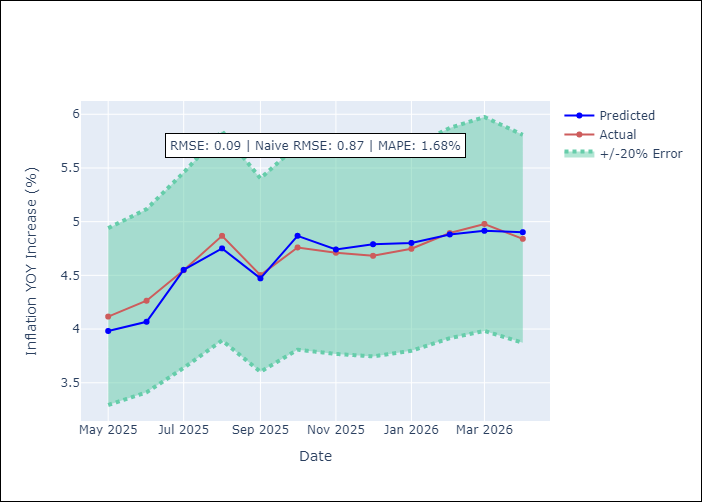 RMSE: 0.09 | Naive RMSE: 0.87 | MAPE: 1.68%
Predicted
Actual
+/-20% Error
Inflation YOY Increase (%)
6
5.5
5
4.5
4
3.5
May 2025
Jul 2025
Sep 2025
Nov 2025
Jan 2026
Mar 2026
Date